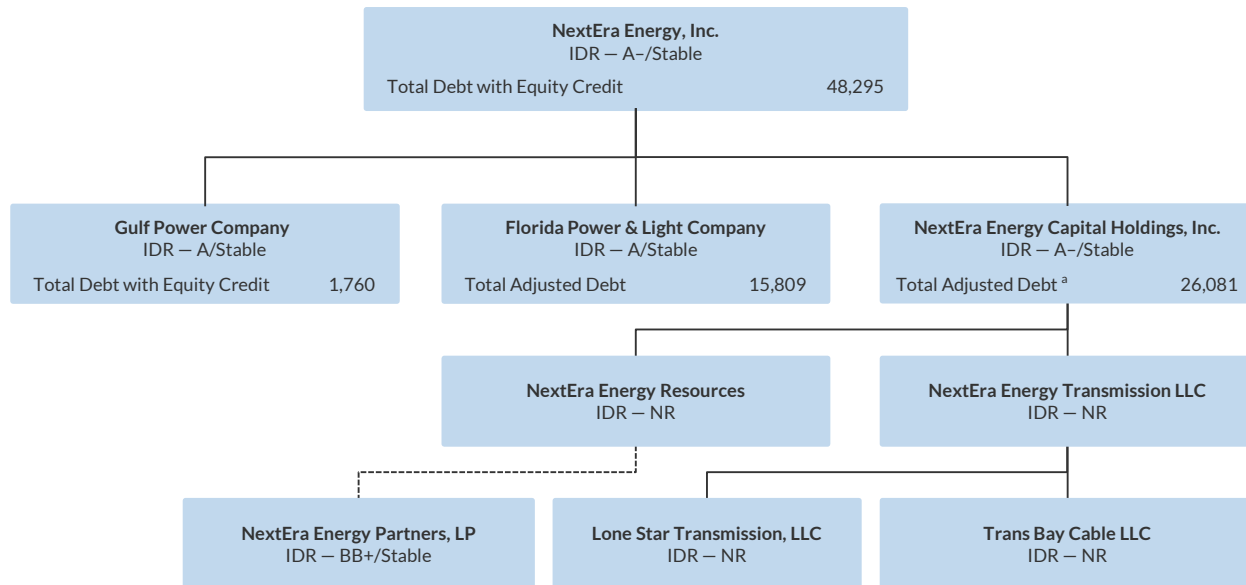 NextEra Energy, Inc.
IDR — A–/Stable
Total Debt with Equity Credit 48,295
Gulf Power Company
IDR — A/Stable
Total Debt with Equity Credit 1,760
Florida Power & Light Company
IDR — A/Stable
Total Adjusted Debt 15,809
NextEra Energy Capital Holdings, Inc.
IDR — A–/Stable
Total Adjusted Debt ᵃ 26,081
NextEra Energy Resources
IDR — NR
NextEra Energy Transmission LLC
IDR — NR
NextEra Energy Partners, LP
IDR — BB+/Stable
Lone Star Transmission, LLC
IDR — NR
Trans Bay Cable LLC
IDR — NR